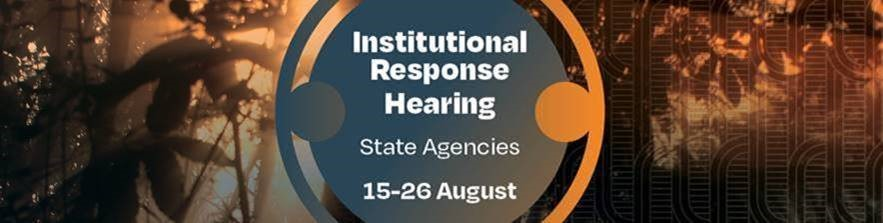 Institutional
Response
Hearing
State Agencies
15-26 August